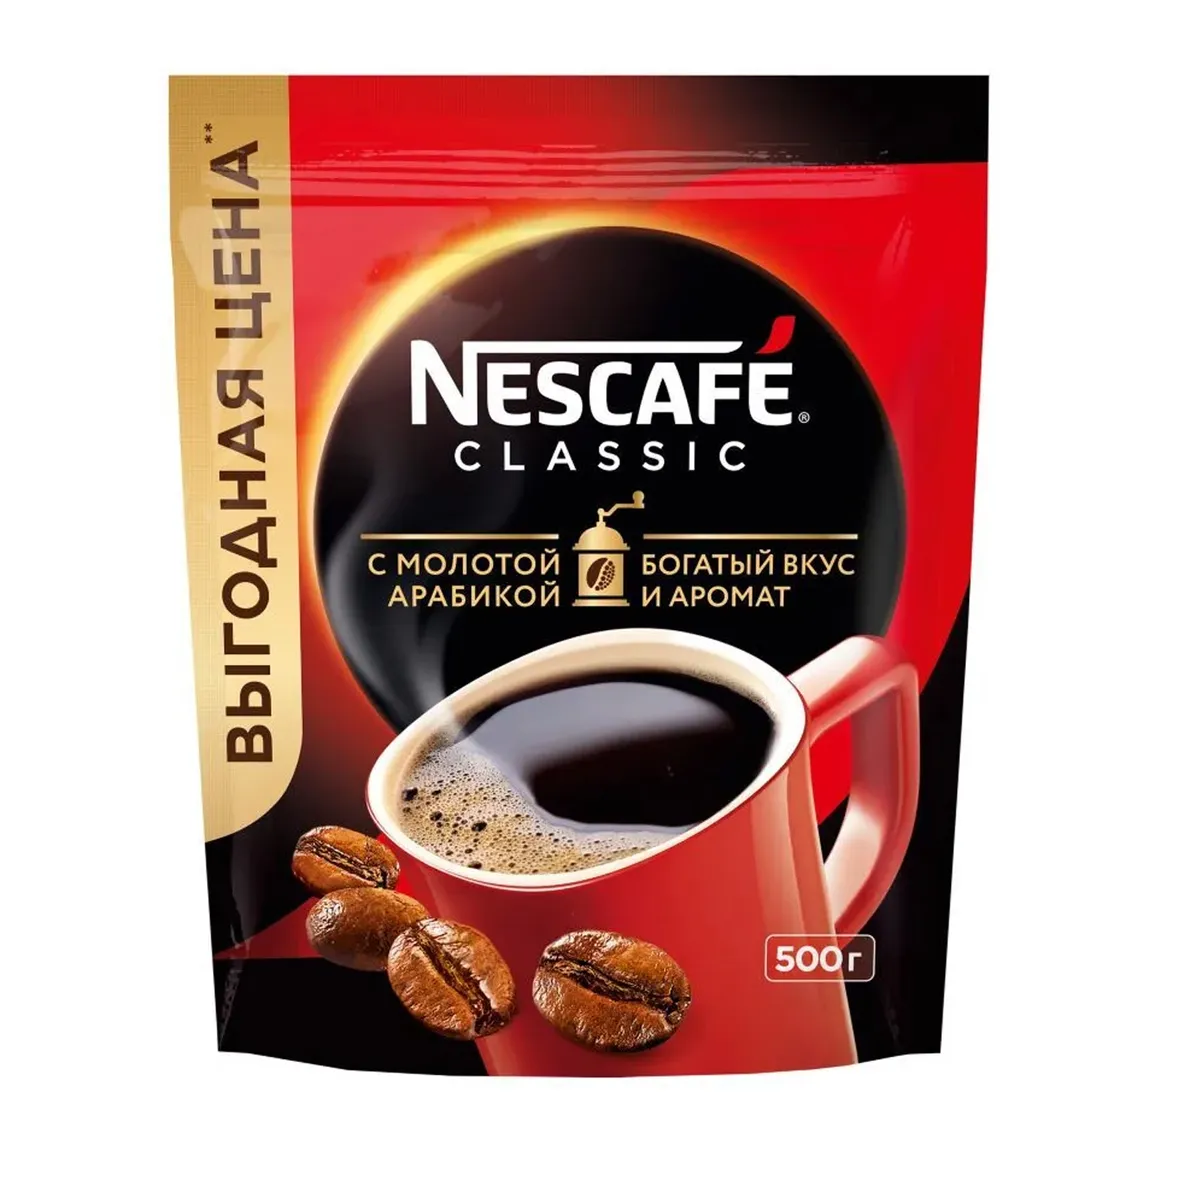 ВЫГОДНАЯ ЦЕНА**
NESCAFÉ®
CLASSIC
С МОЛОТОЙ
АРАБИКОЙ
БОГАТЫЙ ВКУС
И АРОМАТ
500г